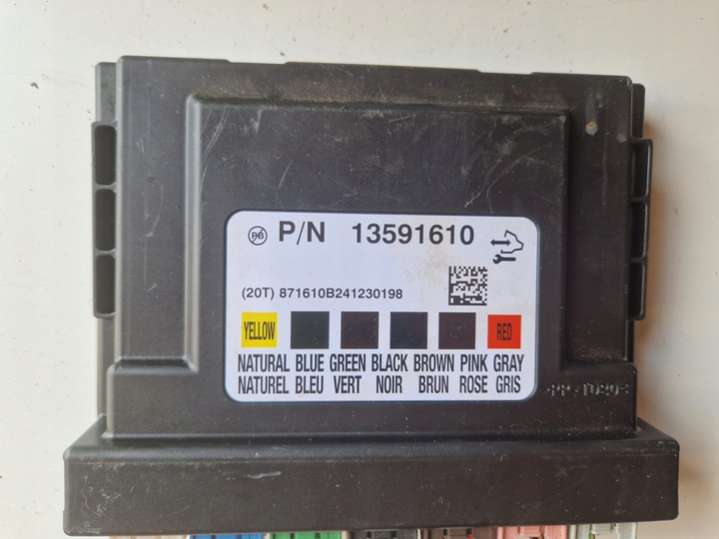 Pb P/N 13591610
(20T) 871610B241230198
YELLOW RED
NATURAL BLUE GREEN BLACK BROWN PINK GRAY
NATUREL BLEU VERT NOIR BRUN ROSE GRIS